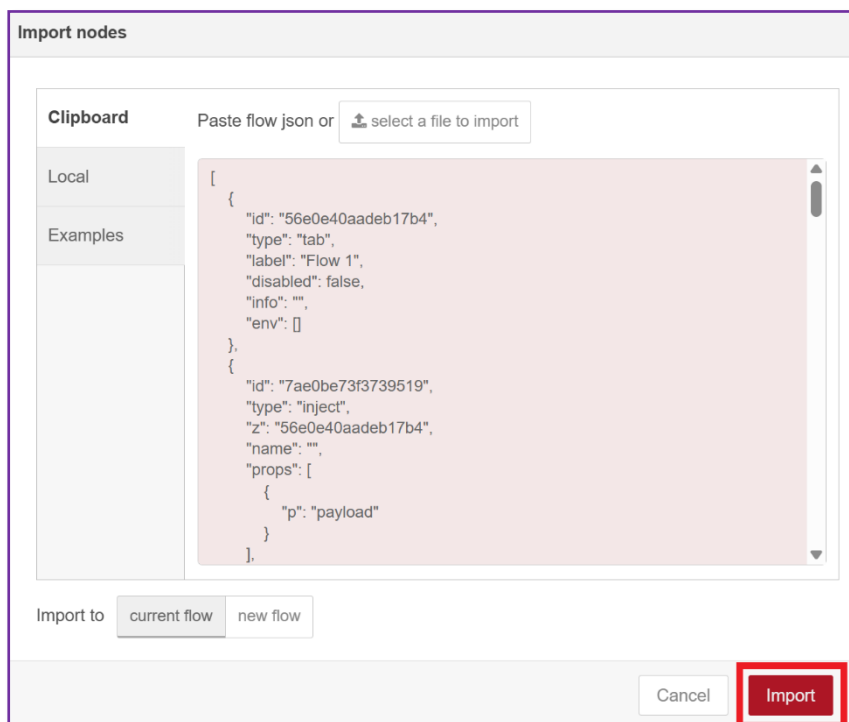 Import nodes
Clipboard
Local
Examples
Paste flow json or select a file to import
[
{
"id": "56e0e40aadeb17b4",
"type": "tab",
"label": "Flow 1",
"disabled": false,
"info": "",
"env": []
},
{
"id": "7ae0be73f3739519",
"type": "inject",
"z": "56e0e40aadeb17b4",
"name": "",
"props": [
{
"p": "payload"
}
],
Import to current flow new flow
Cancel Import